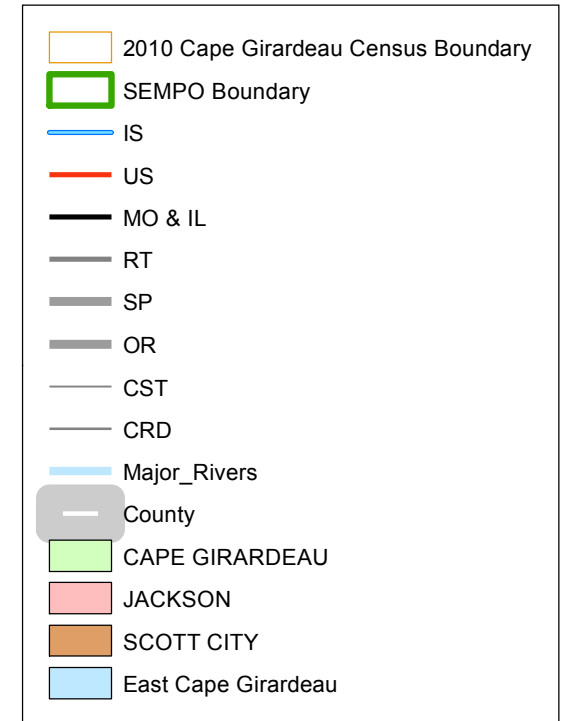 2010 Cape Girardeau Census Boundary
SEMPO Boundary
IS
US
MO & IL
RT
SP
OR
CST
CRD
Major_Rivers
County
CAPE GIRARDEAU
JACKSON
SCOTT CITY
East Cape Girardeau